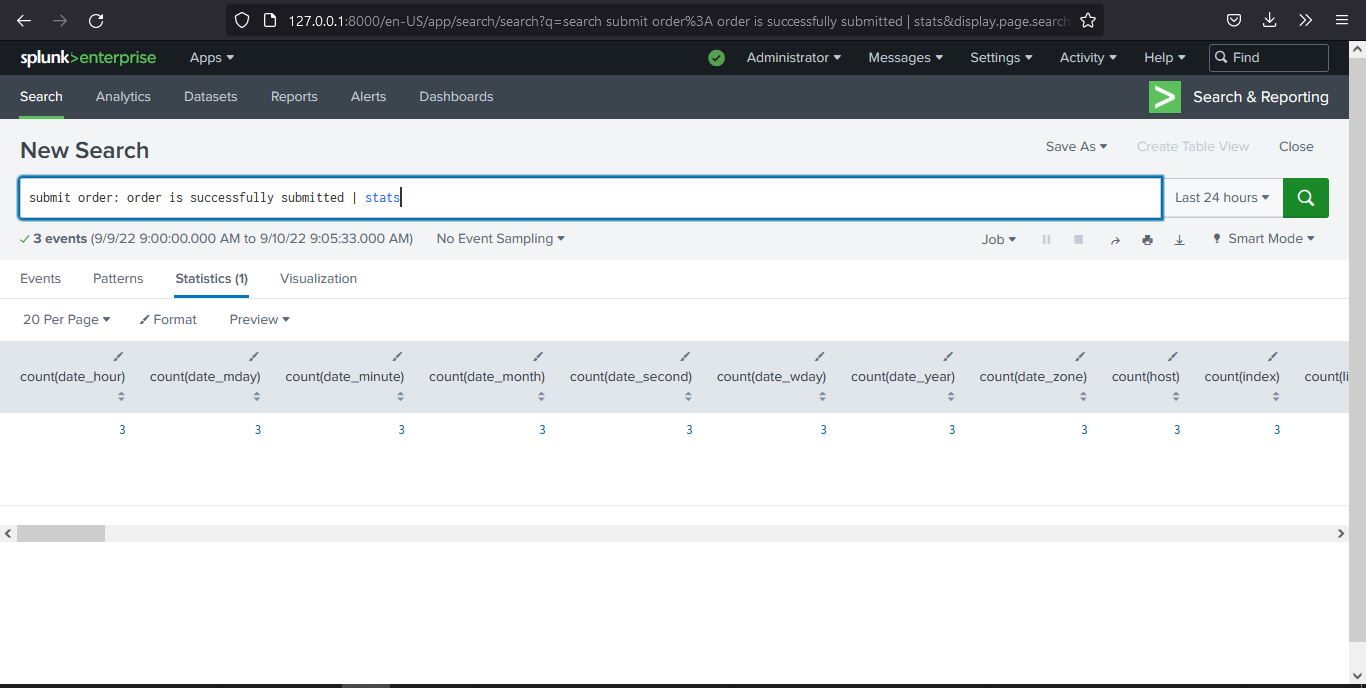 127.0.0.1:8000/en-US/app/search/search?q=search submit order%3A order is successfully submitted | stats&display.page.search
splunk>enterprise Apps Administrator Messages Settings Activity Help Find
Search Analytics Datasets Reports Alerts Dashboards Search & Reporting
New Search Save As Create Table View Close
submit order: order is successfully submitted | stats Last 24 hours
3 events (9/9/22 9:00:00.000 AM to 9/10/22 9:05:33.000 AM) No Event Sampling Job Smart Mode
Events Patterns Statistics (1) Visualization
20 Per Page Format Preview
count(date_hour) count(date_mday) count(date_minute) count(date_month) count(date_second) count(date_wday) count(date_year) count(date_zone) count(host) count(index) count(li
3 3 3 3 3 3 3 3 3 3